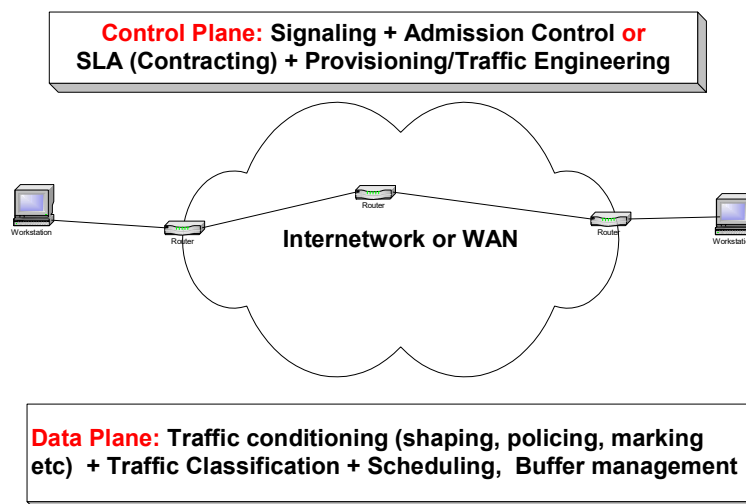 Control Plane: Signaling + Admission Control or
SLA (Contracting) + Provisioning/Traffic Engineering
Router
Workstation
Router
Router
Workstation
Internetwork or WAN
Data Plane: Traffic conditioning (shaping, policing, marking
etc) + Traffic Classification + Scheduling, Buffer management